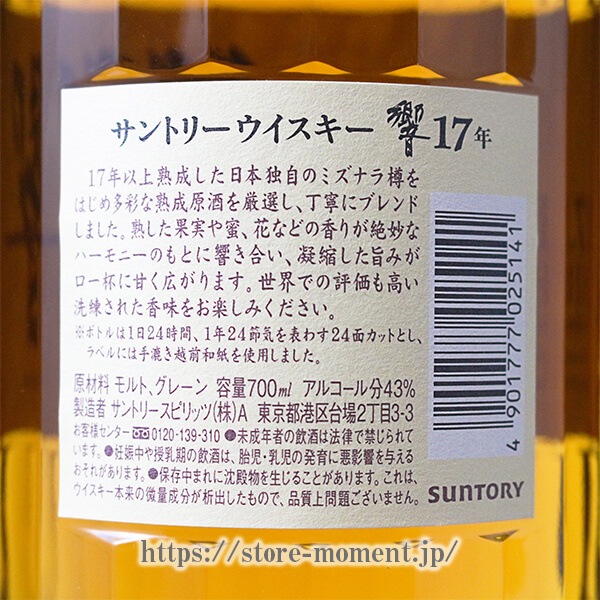 サントリーウイスキー 響 17年
17年以上熟成した日本独自のミズナラ樽を
はじめ多彩な熟成原酒を厳選し、丁寧にブレンド
しました。熟した果実や蜜、花などの香りが絶妙な
ハーモニーのもとに響き合い、凝縮した旨みが
口一杯に甘く広がります。世界での評価も高い
洗練された香味をお楽しみください。
※ボトルは1日24時間、1年24節気を表わす24面カットとし、
ラベルには手漉き越前和紙を使用しました。
原材料 モルト、グレーン 容量700ml アルコール分43%
製造者 サントリースピリッツ(株)A 東京都港区台場2丁目3-3
お客様センター 0120-139-310 ●未成年者の飲酒は法律で禁じられて
います。●妊娠中や授乳期の飲酒は、胎児・乳児の発育に悪影響を与える
おそれがあります。●保存中まれに沈殿物を生じることがあります。これは、
ウイスキー本来の微量成分が析出したもので、品質上問題ございません。
4 901777 025141
SUNTORY
https://store-moment.jp/